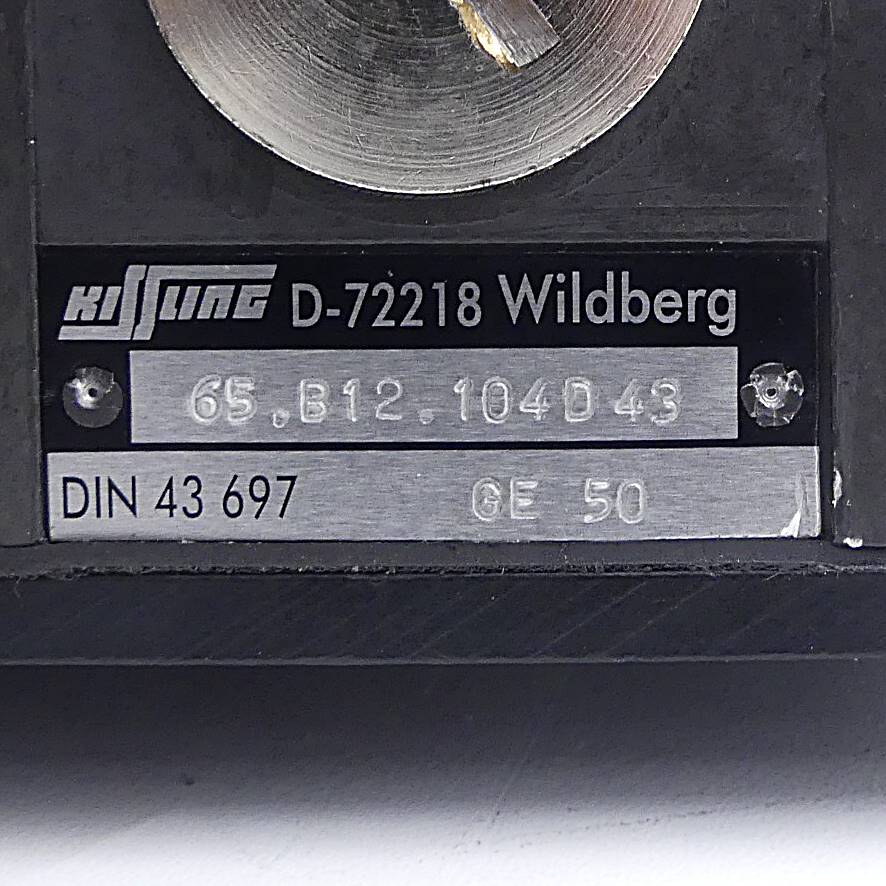 KISSLING D-72218 Wildberg
65.B12.104D43
DIN 43 697 GE 50